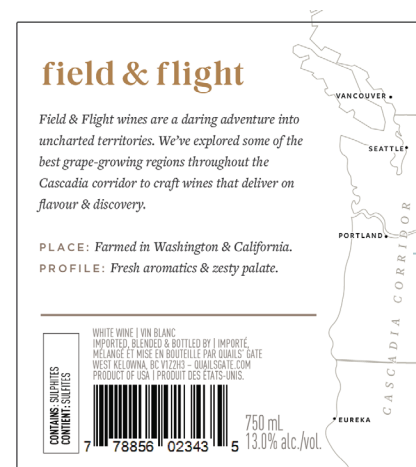 field & flight
Field & Flight wines are a daring adventure into
uncharted territories. We've explored some of the
best grape-growing regions throughout the
Cascadia corridor to craft wines that deliver on
flavour & discovery.
PLACE: Farmed in Washington & California.
PROFILE: Fresh aromatics & zesty palate.
CONTAINS: SULPHITES
CONTIENT: SULFITES
WHITE WINE | VIN BLANC
IMPORTED, BLENDED & BOTTLED BY | IMPORTÉ,
MÉLANGÉ ET MISE EN BOUTEILLE PAR QUAILS' GATE
WEST KELOWNA, BC V1Z2H3 – QUAILSGATE.COM
PRODUCT OF USA | PRODUIT DES ÉTATS-UNIS.
7 78856 02343 5
750 mL
13.0% alc./vol.
VANCOUVER
SEATTLE
PORTLAND
CASCADIA CORRIDOR
EUREKA